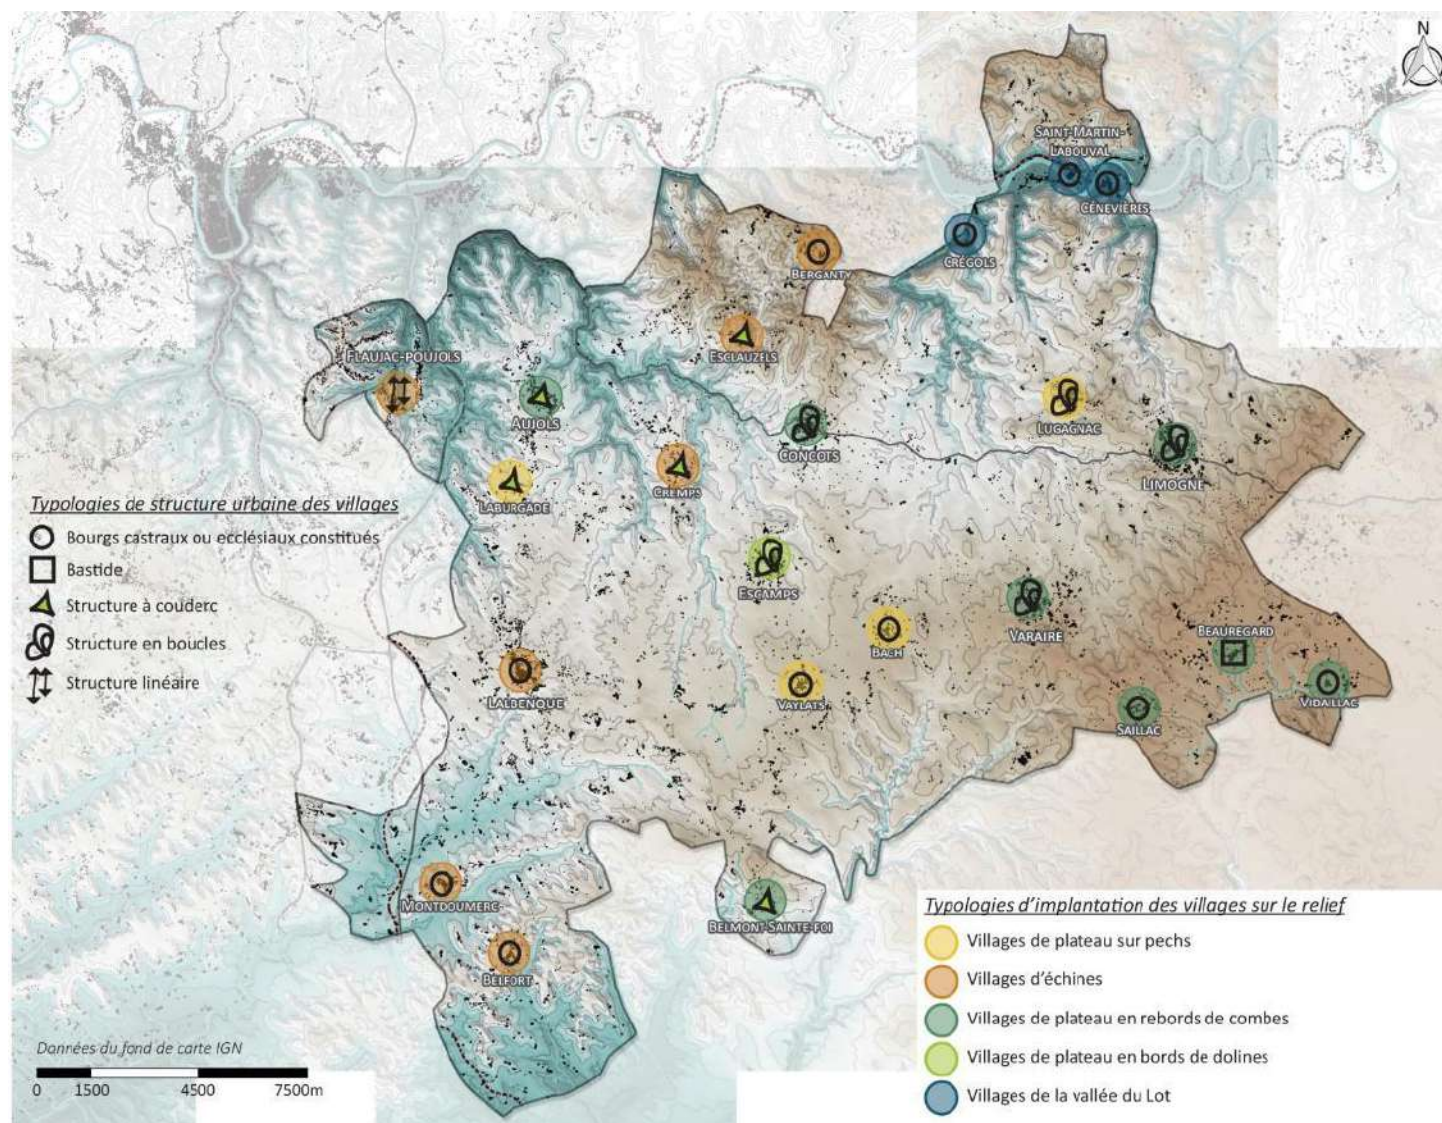 N
SAINT-MARTIN-
LABOUVAL
CÉNEVIÈRES
CRÉGOLS
BERGANTY
ESCLAUZELS
FLAUJAC-POUJOLS
AUJOLS
LUGAGNAC
CONCOTS
LIMOGNE
CREMPS
LABURGADE
Typologies de structure urbaine des villages
Bourgs castraux ou ecclésiaux constitués
Bastide
Structure à couderc
Structure en boucles
Structure linéaire
ESCAMPS
VARAIRE
BEAUREGARD
BACH
LALBENQUE
VAYLATS
VIDAILLAC
SAILLAC
MONTDOUMERC
BELMONT-SAINTE-FOI
BELFORT
Typologies d'implantation des villages sur le relief
Villages de plateau sur pechs
Villages d'échines
Villages de plateau en rebords de combes
Villages de plateau en bords de dolines
Villages de la vallée du Lot
Données du fond de carte IGN
0 1500 4500 7500m